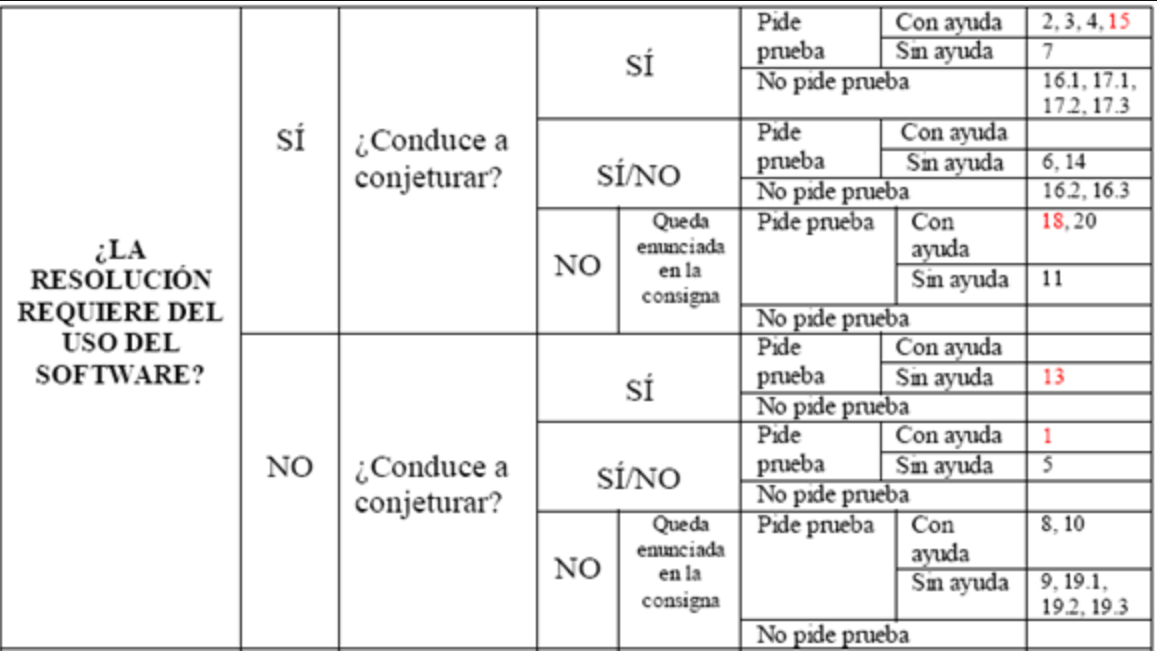 ¿LA
RESOLUCIÓN
REQUIERE DEL
USO DEL
SOFTWARE?
SÍ
¿Conduce a
conjeturar?
SÍ
Pide
prueba
Con ayuda
2, 3, 4, 15
Sin ayuda
7
No pide prueba
16.1, 17.1,
17.2, 17.3
SÍ/NO
Pide
prueba
Con ayuda
Sin ayuda
6, 14
No pide prueba
16.2, 16.3
NO
Queda
enunciada
en la
consigna
Pide prueba
Con
ayuda
18, 20
Sin ayuda
11
No pide prueba
NO
¿Conduce a
conjeturar?
SÍ
Pide
prueba
Con ayuda
Sin ayuda
13
No pide prueba
SÍ/NO
Pide
prueba
Con ayuda
1
Sin ayuda
5
No pide prueba
NO
Queda
enunciada
en la
consigna
Pide prueba
Con
ayuda
8, 10
Sin ayuda
9, 19.1,
19.2, 19.3
No pide prueba